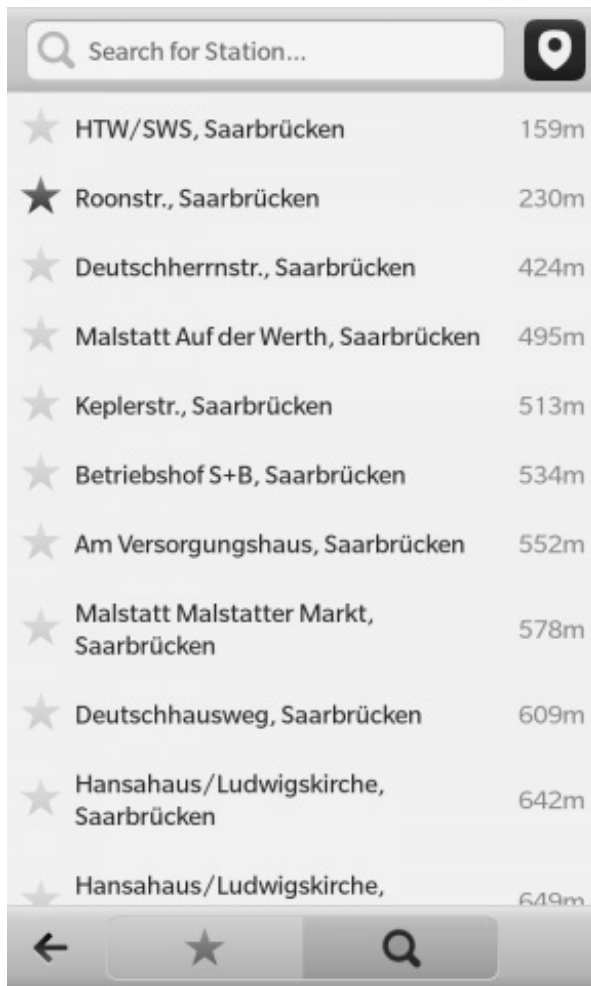 Search for Station...
HTW/SWS, Saarbrücken 159m
Roonstr., Saarbrücken 230m
Deutschherrnstr., Saarbrücken 424m
Malstatt Auf der Werth, Saarbrücken 495m
Keplerstr., Saarbrücken 513m
Betriebshof S+B, Saarbrücken 534m
Am Versorgungshaus, Saarbrücken 552m
Malstatt Malstatter Markt,
Saarbrücken 578m
Deutschhausweg, Saarbrücken 609m
Hansahaus/Ludwigskirche,
Saarbrücken 642m
Hansahaus/Ludwigskirche,
649m